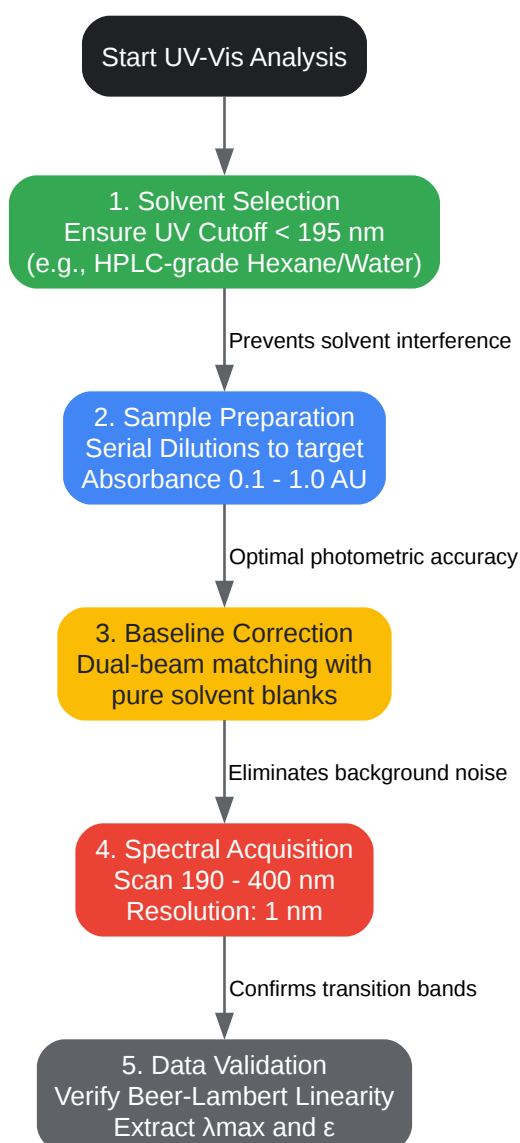 Start UV-Vis Analysis
1. Solvent Selection
Ensure UV Cutoff < 195 nm
(e.g., HPLC-grade Hexane/Water)
Prevents solvent interference
2. Sample Preparation
Serial Dilutions to target
Absorbance 0.1 - 1.0 AU
Optimal photometric accuracy
3. Baseline Correction
Dual-beam matching with
pure solvent blanks
Eliminates background noise
4. Spectral Acquisition
Scan 190 - 400 nm
Resolution: 1 nm
Confirms transition bands
5. Data Validation
Verify Beer-Lambert Linearity
Extract λmax and ε